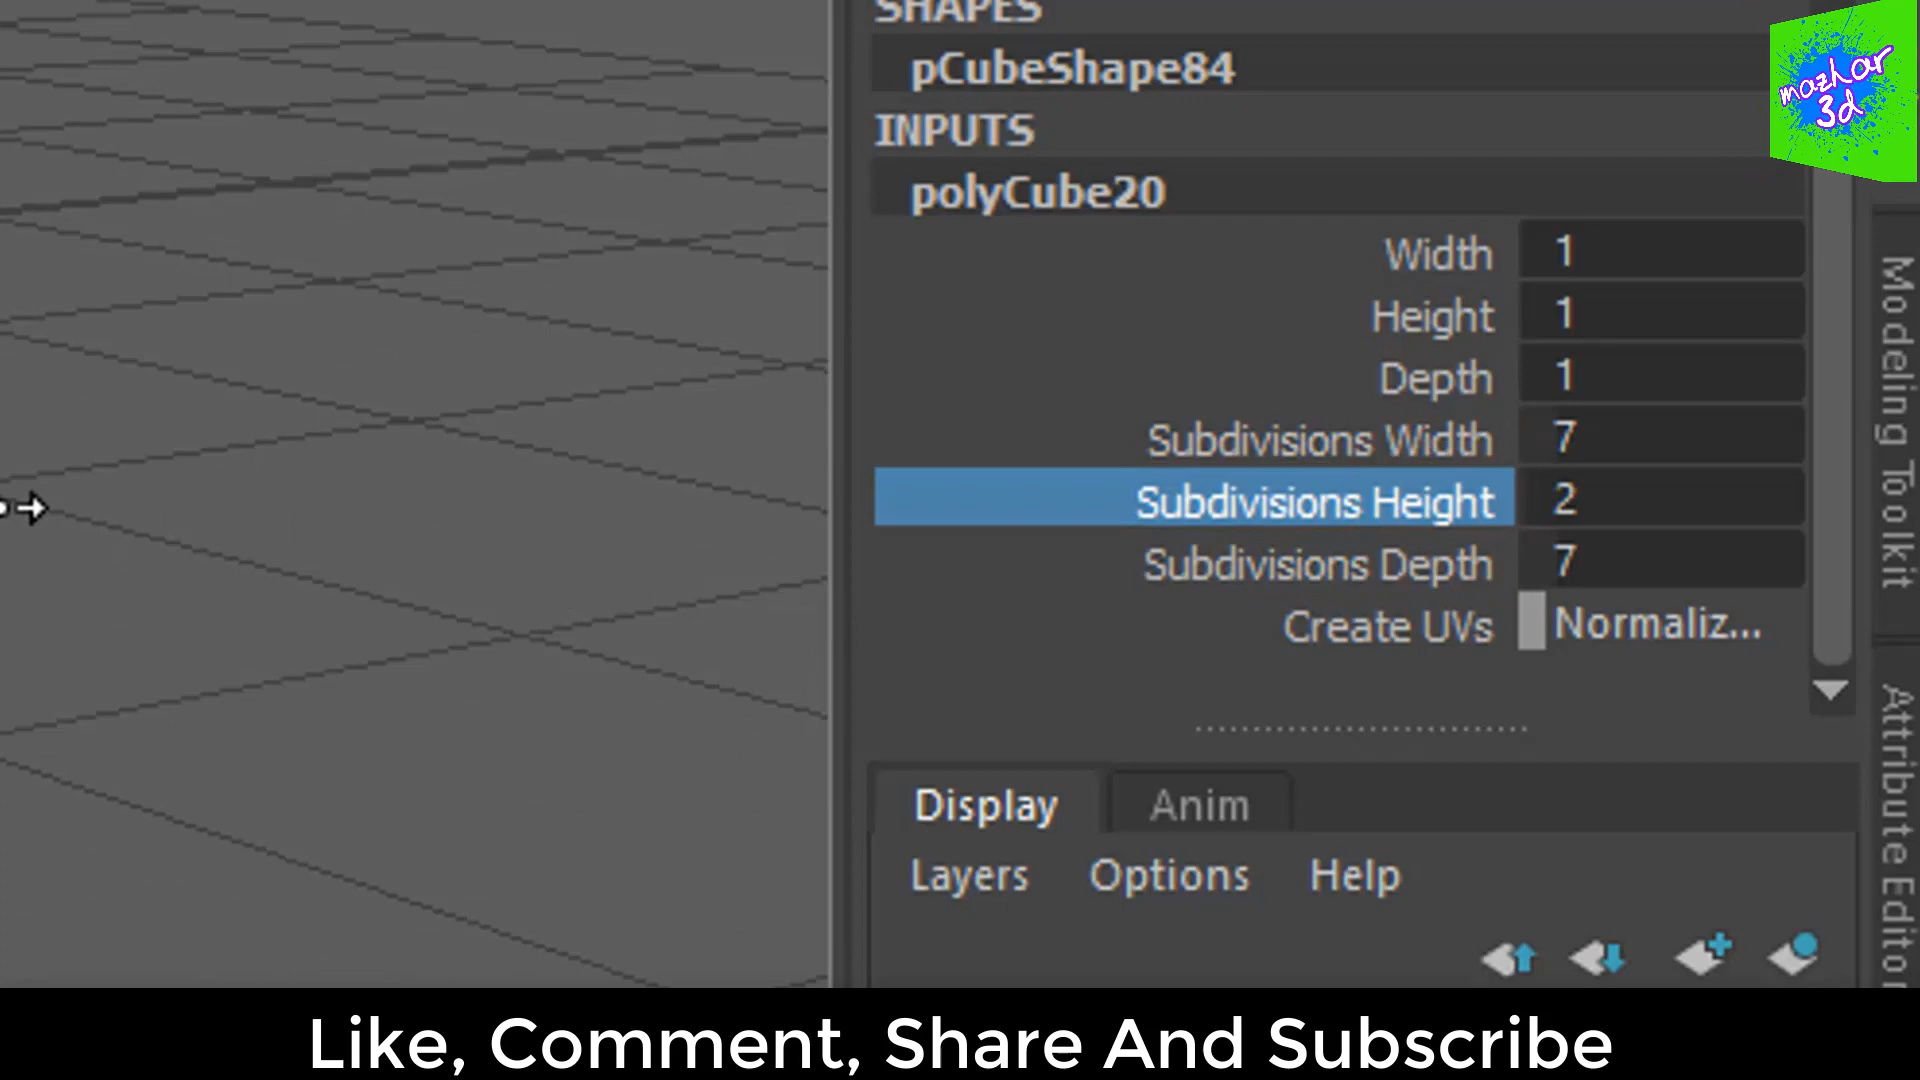 SHAPES
pCubeShape84
INPUTS
polyCube20
Width 1
Height 1
Depth 1
Subdivisions Width 7
Subdivisions Height 2
Subdivisions Depth 7
Create UVs Normaliz...
Display Anim
Layers Options Help
mazhar
3d
Modeling Toolkit
Attribute Editor
Like, Comment, Share And Subscribe